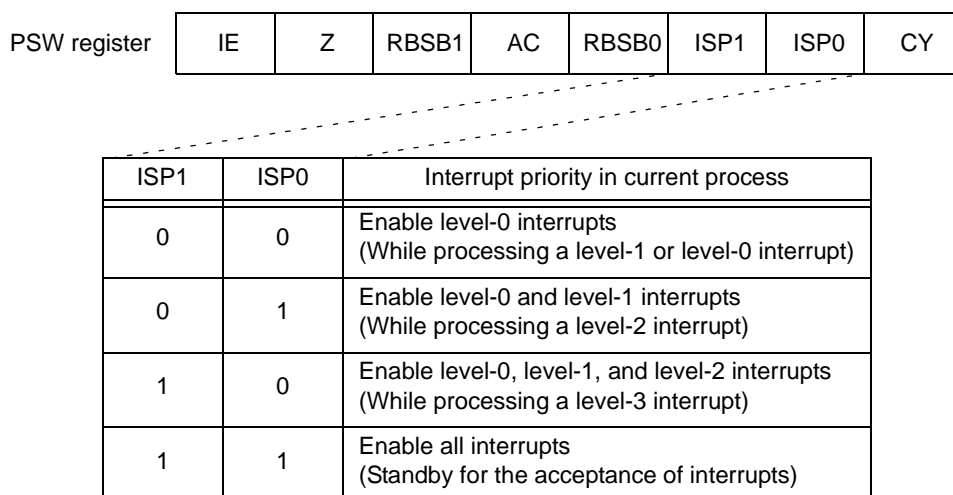 PSW register IE Z RBSB1 AC RBSB0 ISP1 ISP0 CY
ISP1 ISP0 Interrupt priority in current process
0 0 Enable level-0 interrupts
(While processing a level-1 or level-0 interrupt)
0 1 Enable level-0 and level-1 interrupts
(While processing a level-2 interrupt)
1 0 Enable level-0, level-1, and level-2 interrupts
(While processing a level-3 interrupt)
1 1 Enable all interrupts
(Standby for the acceptance of interrupts)